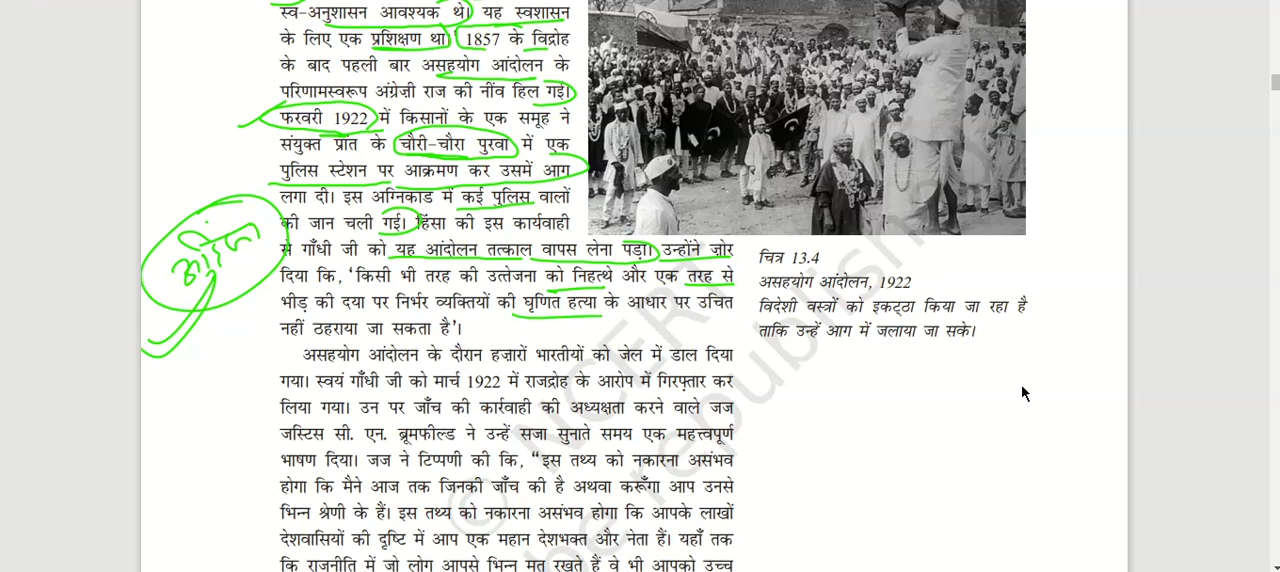 स्व-अनुशासन आवश्यक थे। यह स्वशासन
के लिए एक प्रशिक्षण था। 1857 के विद्रोह
के बाद पहली बार असहयोग आंदोलन के
परिणामस्वरूप अंग्रेज़ी राज की नींव हिल गई।
फरवरी 1922 में किसानों के एक समूह ने
संयुक्त प्रांत के चौरी-चौरा पुरवा में एक
पुलिस स्टेशन पर आक्रमण कर उसमें आग
लगा दी। इस अग्निकांड में कई पुलिस वालों
की जान चली गई। हिंसा की इस कार्यवाही
से गाँधी जी को यह आंदोलन तत्काल वापस लेना पड़ा। उन्होंने ज़ोर
दिया कि, 'किसी भी तरह की उत्तेजना को निहत्थे और एक तरह से
भीड़ की दया पर निर्भर व्यक्तियों की घृणित हत्या के आधार पर उचित
नहीं ठहराया जा सकता है'।
असहयोग आंदोलन के दौरान हज़ारों भारतीयों को जेल में डाल दिया
गया। स्वयं गाँधी जी को मार्च 1922 में राजद्रोह के आरोप में गिरफ़्तार कर
लिया गया। उन पर जाँच की कार्रवाही की अध्यक्षता करने वाले जज
जस्टिस सी. एन. ब्रूमफील्ड ने उन्हें सजा सुनाते समय एक महत्त्वपूर्ण
भाषण दिया। जज ने टिप्पणी की कि, "इस तथ्य को नकारना असंभव
होगा कि मैंने आज तक जिनकी जाँच की है अथवा करूँगा आप उनसे
भिन्न श्रेणी के हैं। इस तथ्य को नकारना असंभव होगा कि आपके लाखों
देशवासियों की दृष्टि में आप एक महान देशभक्त और नेता हैं। यहाँ तक
कि राजनीति में जो लोग आपसे भिन्न मत रखते हैं वे भी आपको उच्च
चित्र 13.4
असहयोग आंदोलन, 1922
विदेशी वस्त्रों को इकट्ठा किया जा रहा है
ताकि उन्हें आग में जलाया जा सके।
© NCERT
be republished